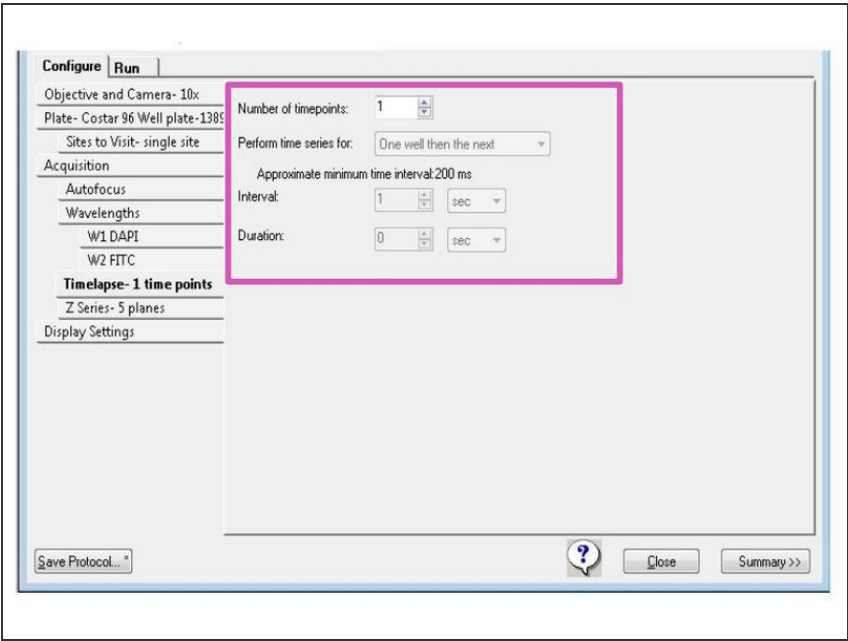 Configure Run
Objective and Camera- 10x
Plate- Costar 96 Well plate-1389
Sites to Visit- single site
Acquisition
Autofocus
Wavelengths
W1 DAPI
W2 FITC
Timelapse- 1 time points
Z Series- 5 planes
Display Settings
Number of timepoints: 1
Perform time series for: One well then the next
Approximate minimum time interval:200 ms
Interval: 1 sec
Duration: 0 sec
Save Protocol... *
? Close Summary >>